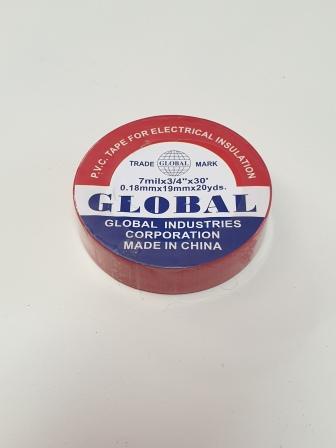 P.V.C. TAPE FOR ELECTRICAL INSULATION
TRADE GLOBAL MARK
7milx3/4"x30'
0.18mmx19mmx20yds.
GLOBAL
GLOBAL INDUSTRIES
CORPORATION
MADE IN CHINA